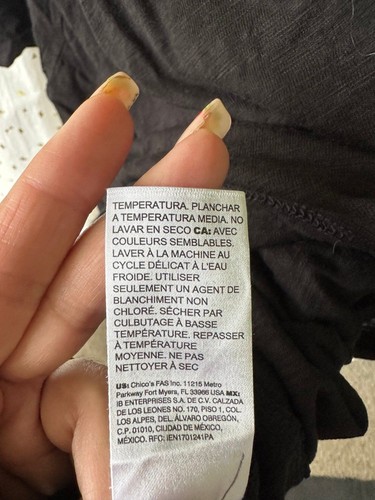 TEMPERATURA. PLANCHAR
A TEMPERATURA MEDIA. NO
LAVAR EN SECO CA: AVEC
COULEURS SEMBLABLES.
LAVER À LA MACHINE AU
CYCLE DÉLICAT À L'EAU
FROIDE. UTILISER
SEULEMENT UN AGENT DE
BLANCHIMENT NON
CHLORÉ. SÉCHER PAR
CULBUTAGE À BASSE
TEMPÉRATURE. REPASSER
À TEMPÉRATURE
MOYENNE. NE PAS
NETTOYER À SEC
US: Chico's FAS Inc. 11215 Metro
Parkway Fort Myers, FL 33966 USA MX:
IB ENTERPRISES S.A. DE C.V. CALZADA
DE LOS LEONES NO. 170, PISO 1, COL.
LOS ALPES, DEL. ÁLVARO OBREGÓN,
C.P. 01010, CIUDAD DE MÉXICO,
MÉXICO. RFC: IEN1701241PA